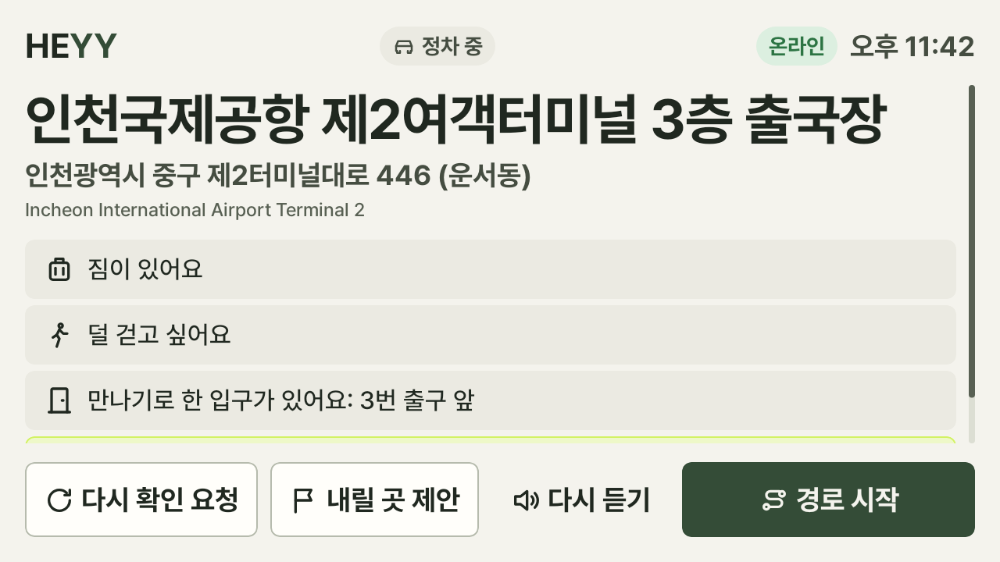 HEYY
정차 중
온라인
오후 11:42
인천국제공항 제2여객터미널 3층 출국장
인천광역시 중구 제2터미널대로 446 (운서동)
Incheon International Airport Terminal 2
짐이 있어요
덜 걷고 싶어요
만나기로 한 입구가 있어요: 3번 출구 앞
다시 확인 요청
내릴 곳 제안
다시 듣기
경로 시작